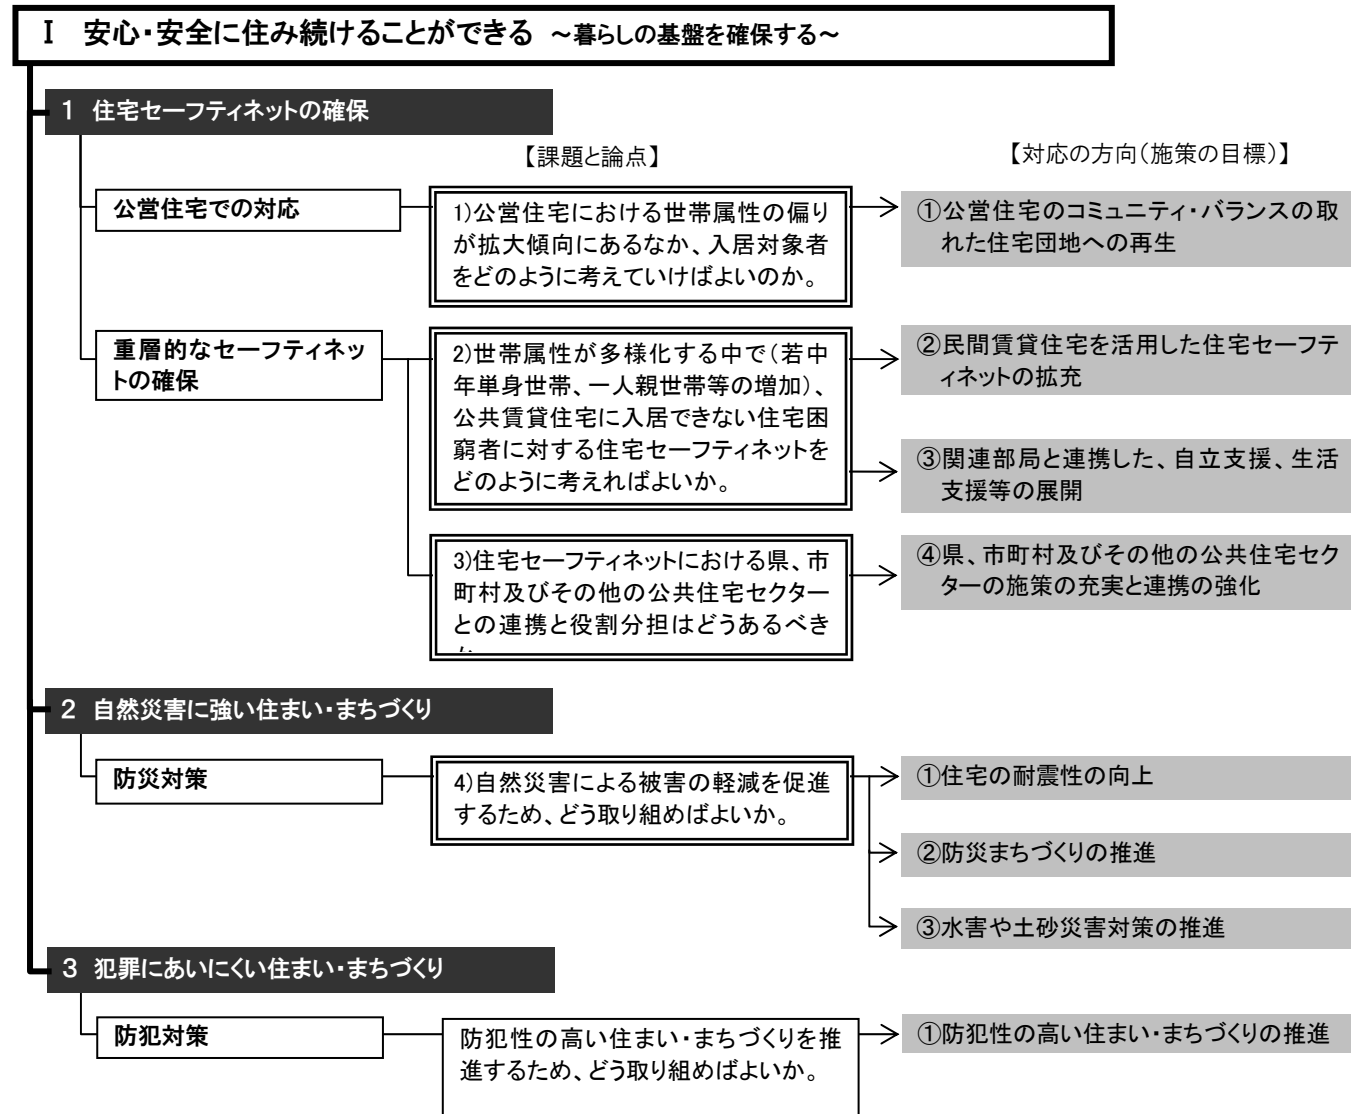 Ⅰ 安心・安全に住み続けることができる ～暮らしの基盤を確保する～
1 住宅セーフティネットの確保
【課題と論点】
【対応の方向(施策の目標)】
公営住宅での対応
1)公営住宅における世帯属性の偏り
が拡大傾向にあるなか、入居対象者
をどのように考えていけばよいのか。
①公営住宅のコミュニティ・バランスの取
れた住宅団地への再生
重層的なセーフティネッ
トの確保
2)世帯属性が多様化する中で(若中
年単身世帯、一人親世帯等の増加)、
公共賃貸住宅に入居できない住宅困
窮者に対する住宅セーフティネットを
どのように考えればよいか。
②民間賃貸住宅を活用した住宅セーフテ
ィネットの拡充
③関連部局と連携した、自立支援、生活
支援等の展開
3)住宅セーフティネットにおける県、市
町村及びその他の公共住宅セクター
との連携と役割分担はどうあるべき
④県、市町村及びその他の公共住宅セク
ターの施策の充実と連携の強化
2 自然災害に強い住まい・まちづくり
防災対策
4)自然災害による被害の軽減を促進
するため、どう取り組めばよいか。
①住宅の耐震性の向上
②防災まちづくりの推進
③水害や土砂災害対策の推進
3 犯罪にあいにくい住まい・まちづくり
防犯対策
防犯性の高い住まい・まちづくりを推
進するため、どう取り組めばよいか。
①防犯性の高い住まい・まちづくりの推進